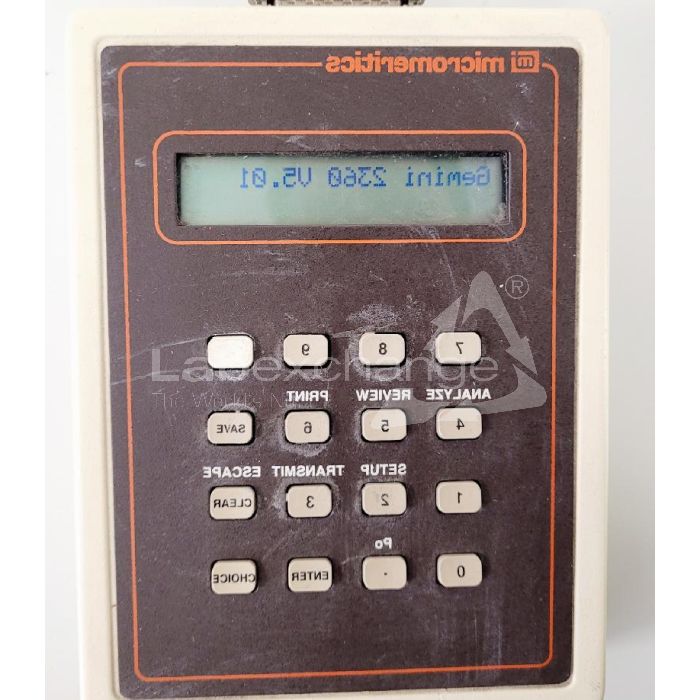 m micromeritics
Gemini 2360 V5.01
®
7 8 9
Labexchange
ANALYZE REVIEW PRINT
4 5 6 SAVE
SETUP TRANSMIT ESCAPE
1 2 3 CLEAR
Po
0 . ENTER CHOICE